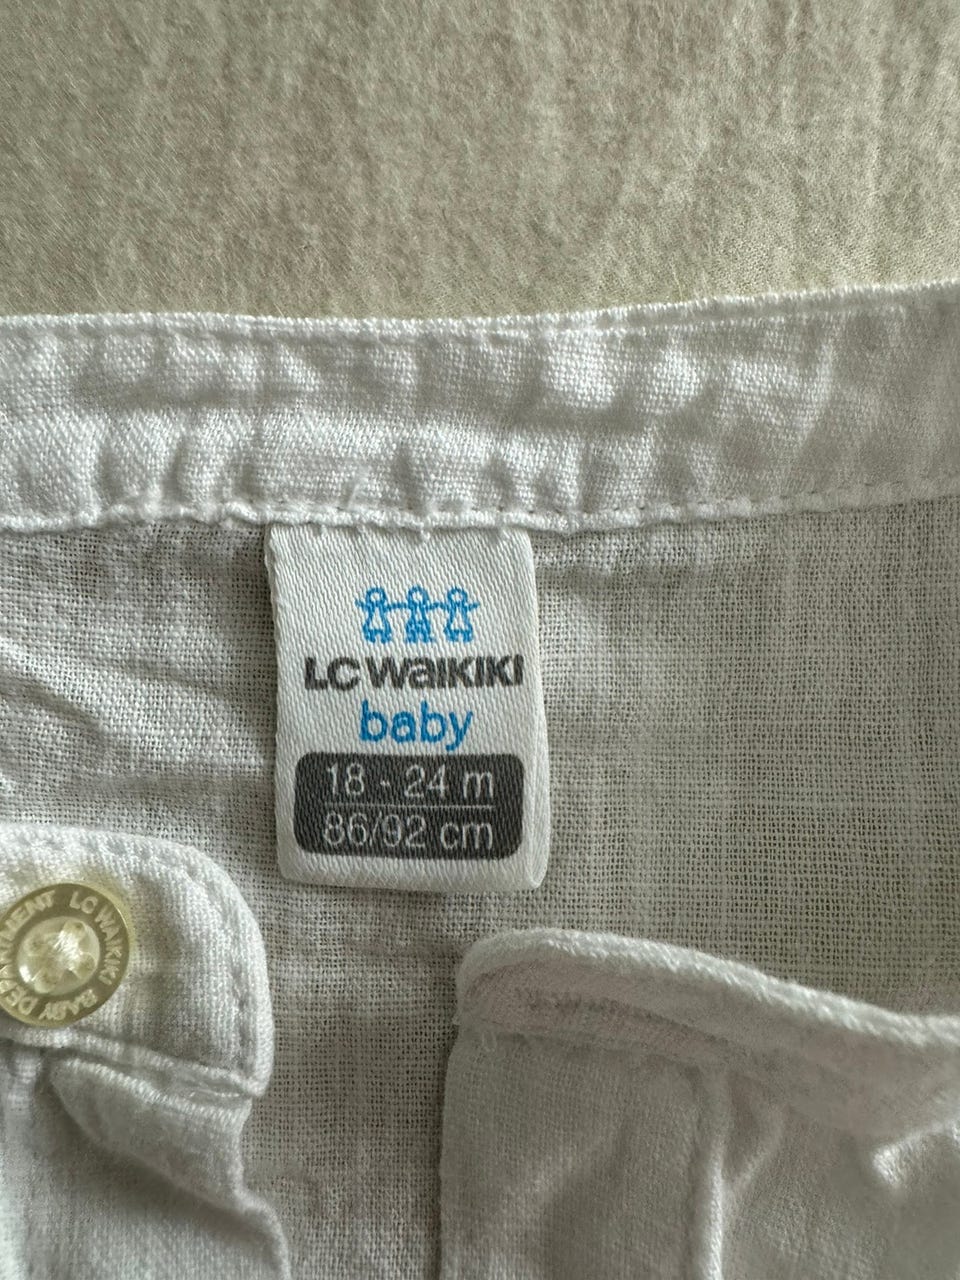 LC WAIKIKI
baby
18 - 24 m
86/92 cm
LC WAIKIKI BABY DEPARTMENT